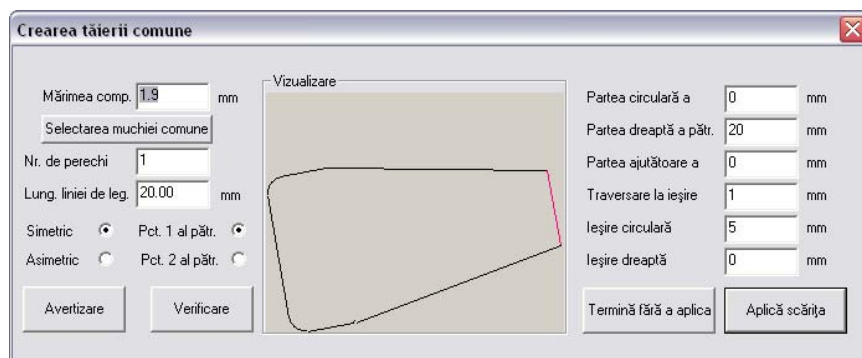 Crearea tăierii comune
Mărimea comp. 1.9 mm
Selectarea muchiei comune
Nr. de perechi 1
Lung. liniei de leg. 20.00 mm
Simetric Pct. 1 al pătr.
Asimetric Pct. 2 al pătr.
Avertizare Verificare
Vizualizare
Partea circulară a 0 mm
Partea dreaptă a pătr. 20 mm
Partea ajutătoare a 0 mm
Traversare la ieşire 1 mm
Ieşire circulară 5 mm
Ieşire dreaptă 0 mm
Termină fără a aplica Aplică scăriţa